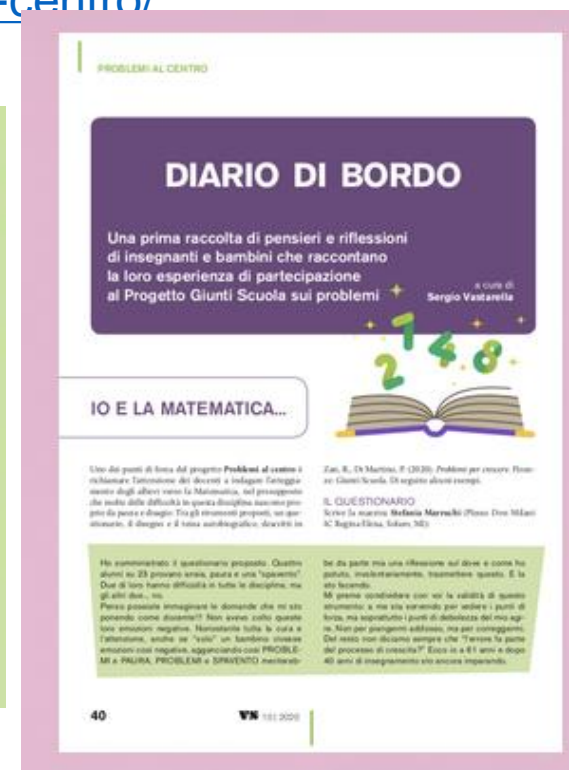 -centro/
PROBLEMI AL CENTRO
DIARIO DI BORDO
Una prima raccolta di pensieri e riflessioni
di insegnanti e bambini che raccontano
la loro esperienza di partecipazione
al Progetto Giunti Scuola sui problemi
a cura di
Sergio Vastarella
2 7 4 8
IO E LA MATEMATICA...
Uno dei punti di forza del progetto Problemi al centro è
richiamare l'attenzione dei docenti a indagare l'atteggia-
mento degli allievi verso la Matematica, nel presupposto
che molte delle difficoltà in questa disciplina nascono pro-
prio da paura e disagio. Tra gli strumenti proposti, un que-
stionario, il disegno e il tema autobiografico, descritti in
Zan, R., Di Martino, P. (2020). Problemi per crescere. Firen-
ze: Giunti Scuola. Di seguito alcuni esempi.
IL QUESTIONARIO
Scrive la maestra Stefania (Plesso Don Milani
IC Regina Elena, Solaro, MI):
Ho somministrato il questionario proposto. Quattro
alunni su 23 provano ansia, paura e una "spavento".
Due di loro hanno difficoltà in tutte le discipline, ma
gli altri due... no.
Penso possiate immaginare le domande che mi sto
ponendo come docente!!! Non avevo colto queste
loro emozioni negative. Nonostante tutta la cura e
l'attenzione, anche se "solo" un bambino vivesse
emozioni così negative, agganciando così PROBLE-
MI e PAURA, PROBLEMI e SPAVENTO meritereb-
be da parte mia una riflessione sul dove e come ho
potuto, involontariamente, trasmettere questo. E la
sto facendo.
Mi preme condividere con voi la validità di questo
strumento: a me sta servendo per vedere i punti di
forza, ma soprattutto i punti di debolezza del mio agi-
re. Non per piangermi addosso, ma per correggermi.
Del resto non diciamo sempre che "l'errore fa parte
del processo di crescita?" Ecco io a 61 anni e dopo
40 anni di insegnamento sto ancora imparando.
40
VS
2020